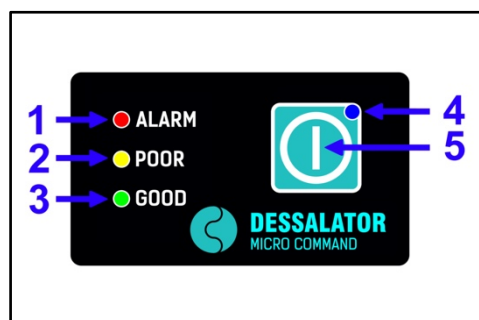 1 ALARM 4
2 POOR 5
3 GOOD
DESSALATOR
MICRO COMMAND